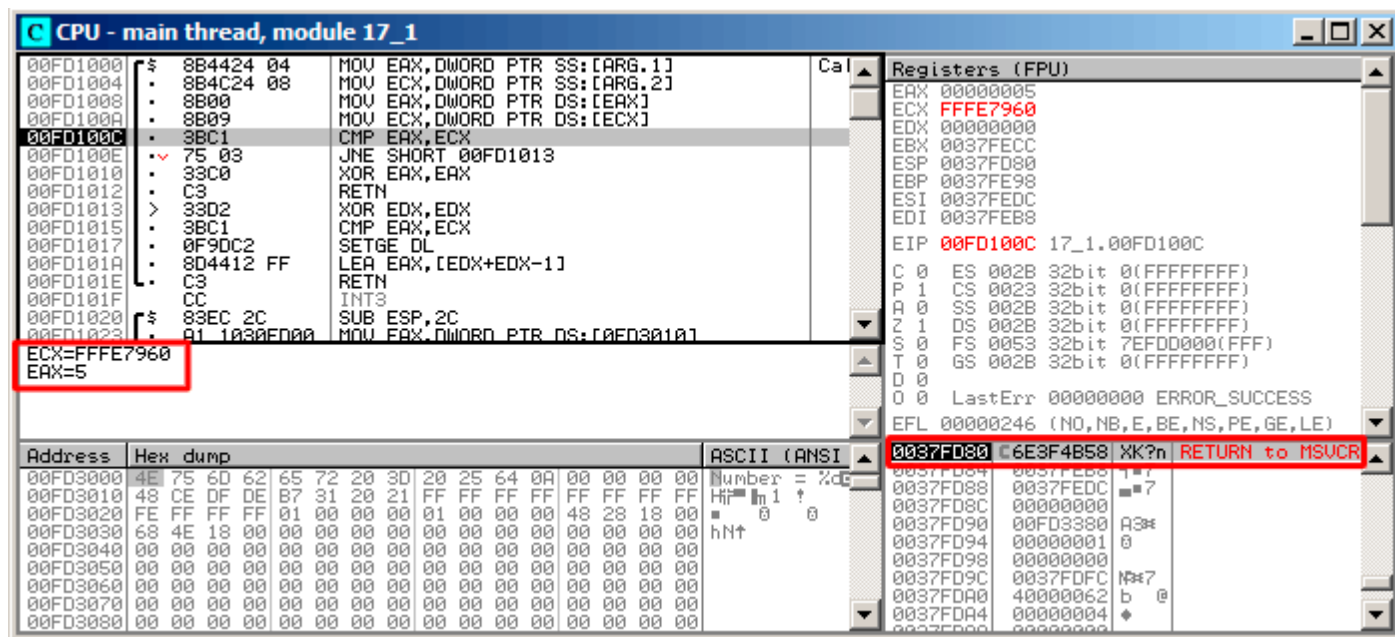 C CPU - main thread, module 17_1
00FD1000 $ 8B4424 04 MOV EAX,DWORD PTR SS:[ARG.1] Cal
00FD1004 . 8B4C24 08 MOV ECX,DWORD PTR SS:[ARG.2]
00FD1008 . 8B00 MOV EAX,DWORD PTR DS:[EAX]
00FD100A . 8B09 MOV ECX,DWORD PTR DS:[ECX]
00FD100C . 3BC1 CMP EAX,ECX
00FD100E . 75 03 JNE SHORT 00FD1013
00FD1010 . 33C0 XOR EAX,EAX
00FD1012 . C3 RETN
00FD1013 > 33D2 XOR EDX,EDX
00FD1015 . 3BC1 CMP EAX,ECX
00FD1017 . 0F9DC2 SETGE DL
00FD101A . 8D4412 FF LEA EAX,[EDX+EDX-1]
00FD101E . C3 RETN
00FD101F CC INT3
00FD1020 $ 83EC 2C SUB ESP,2C
00FD1023 . A1 1030FD00 MOV EAX,DWORD PTR DS:[0FD3010]
ECX=FFFE7960
EAX=5
Registers (FPU)
EAX 00000005
ECX FFFE7960
EDX 00000000
EBX 0037FECC
ESP 0037FD80
EBP 0037FE98
ESI 0037FEDC
EDI 0037FEB8
EIP 00FD100C 17_1.00FD100C
C 0 ES 002B 32bit 0(FFFFFFFF)
P 1 CS 0023 32bit 0(FFFFFFFF)
A 0 SS 002B 32bit 0(FFFFFFFF)
Z 1 DS 002B 32bit 0(FFFFFFFF)
S 0 FS 0053 32bit 7EFDD000(FFF)
T 0 GS 002B 32bit 0(FFFFFFFF)
D 0
O 0 LastErr 00000000 ERROR_SUCCESS
EFL 00000246 (NO,NB,E,BE,NS,PE,GE,LE)
Address Hex dump ASCII (ANSI
00FD3000 4E 75 6D 62 65 72 20 3D 20 25 64 0A 00 00 00 00 Number = %d
00FD3010 48 CE DF DE B7 31 20 21 FF FF FF FF FF FF FF FF
00FD3020 FE FF FF FF 01 00 00 00 01 00 00 00 48 28 18 00
00FD3030 68 4E 18 00 00 00 00 00 00 00 00 00 00 00 00 00 hN↑
00FD3040 00 00 00 00 00 00 00 00 00 00 00 00 00 00 00 00
00FD3050 00 00 00 00 00 00 00 00 00 00 00 00 00 00 00 00
00FD3060 00 00 00 00 00 00 00 00 00 00 00 00 00 00 00 00
00FD3070 00 00 00 00 00 00 00 00 00 00 00 00 00 00 00 00
00FD3080 00 00 00 00 00 00 00 00 00 00 00 00 00 00 00 00
0037FD80 6E3F4B58 XK?n RETURN to MSVCR
0037FD84 0037FEB8
0037FD88 0037FEDC
0037FD8C 00000000
0037FD90 00FD3380
0037FD94 00000001
0037FD98 00000000
0037FD9C 0037FDFC
0037FDA0 40000062 b @
0037FDA4 00000004 ♦